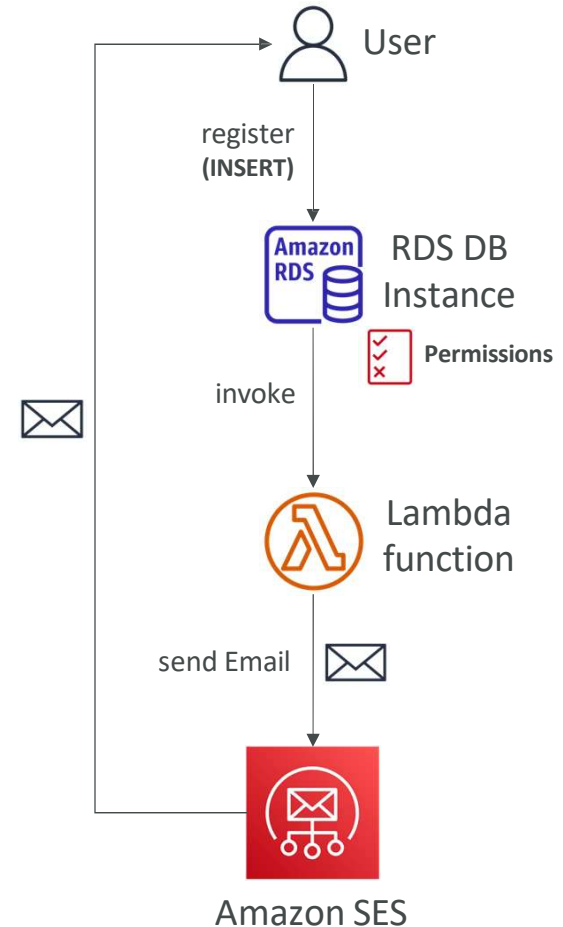 User
register
(INSERT)
Amazon
RDS
RDS DB
Instance
Permissions
invoke
Lambda
function
send Email
Amazon SES